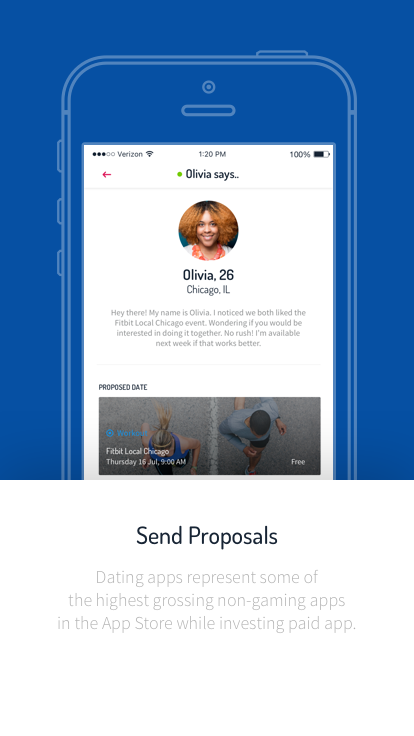 Verizon 1:20 PM 100%
Olivia says..
Olivia, 26
Chicago, IL
Hey there! My name is Olivia. I noticed we both liked the
Fitbit Local Chicago event. Wondering if you would be
interested in doing it together. No rush! I'm available
next week if that works better.
PROPOSED DATE
Fitbit Local Chicago
Thursday 16 Jul, 9:00 AM Free
Send Proposals
Dating apps represent some of
the highest grossing non-gaming apps
in the App Store while investing paid app.